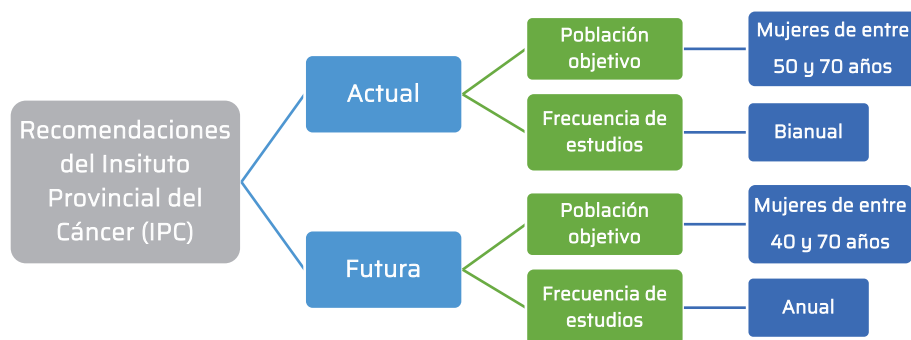 Recomendaciones
del Insituto
Provincial del
Cáncer (IPC)
Actual
Población
objetivo
Mujeres de entre
50 y 70 años
Frecuencia de
estudios
Bianual
Futura
Población
objetivo
Mujeres de entre
40 y 70 años
Frecuencia de
estudios
Anual